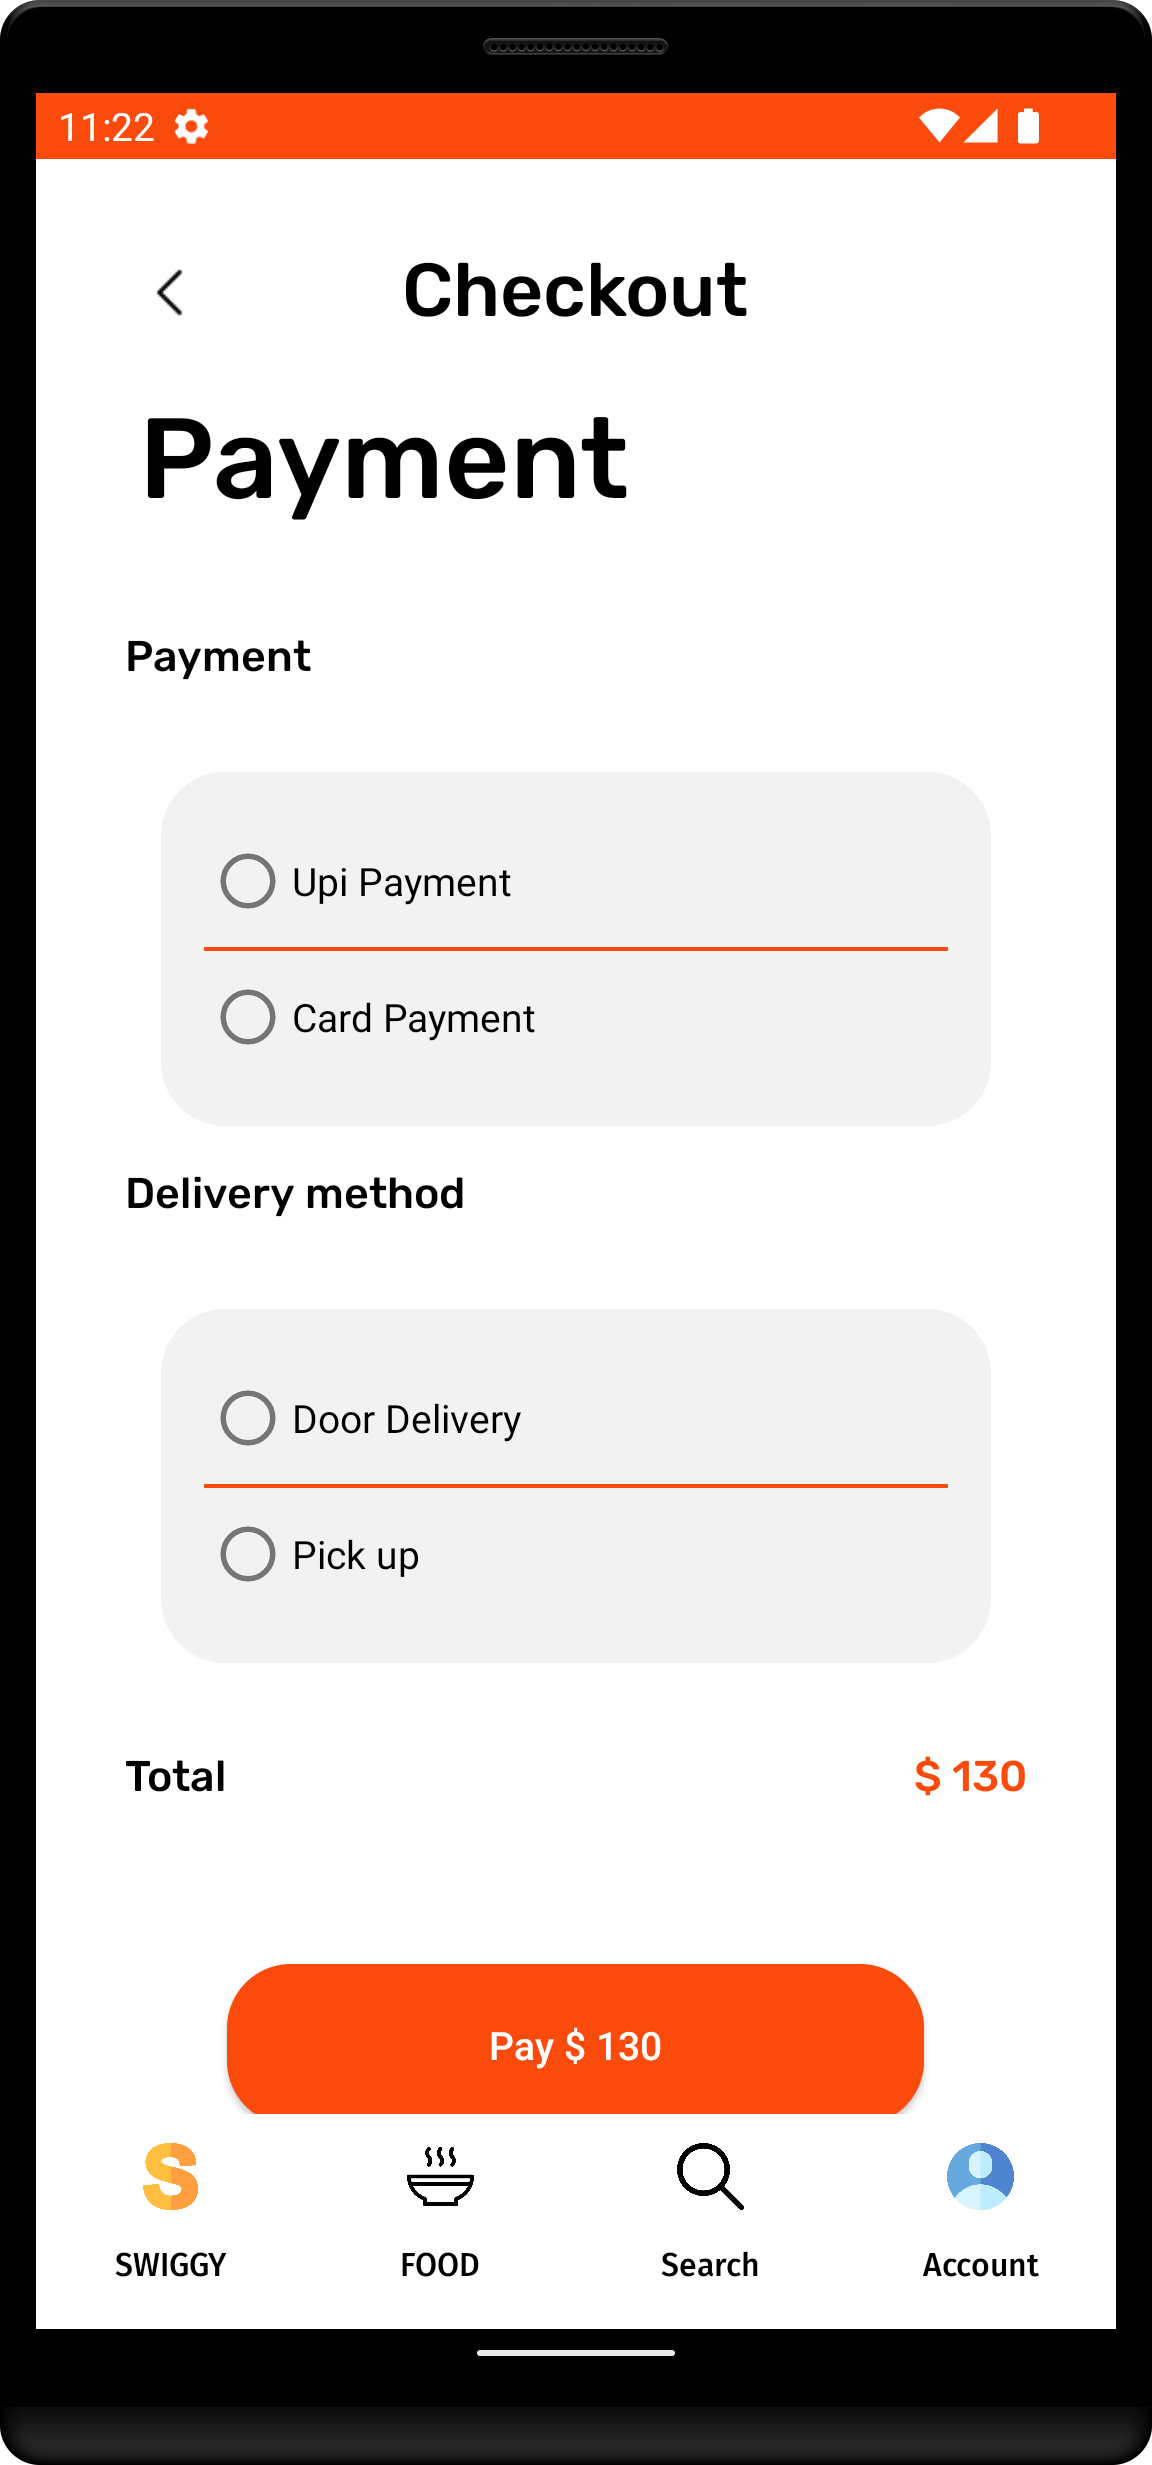 11:22
Checkout
Payment
Payment
Upi Payment
Card Payment
Delivery method
Door Delivery
Pick up
Total $ 130
Pay $ 130
SWIGGY FOOD Search Account